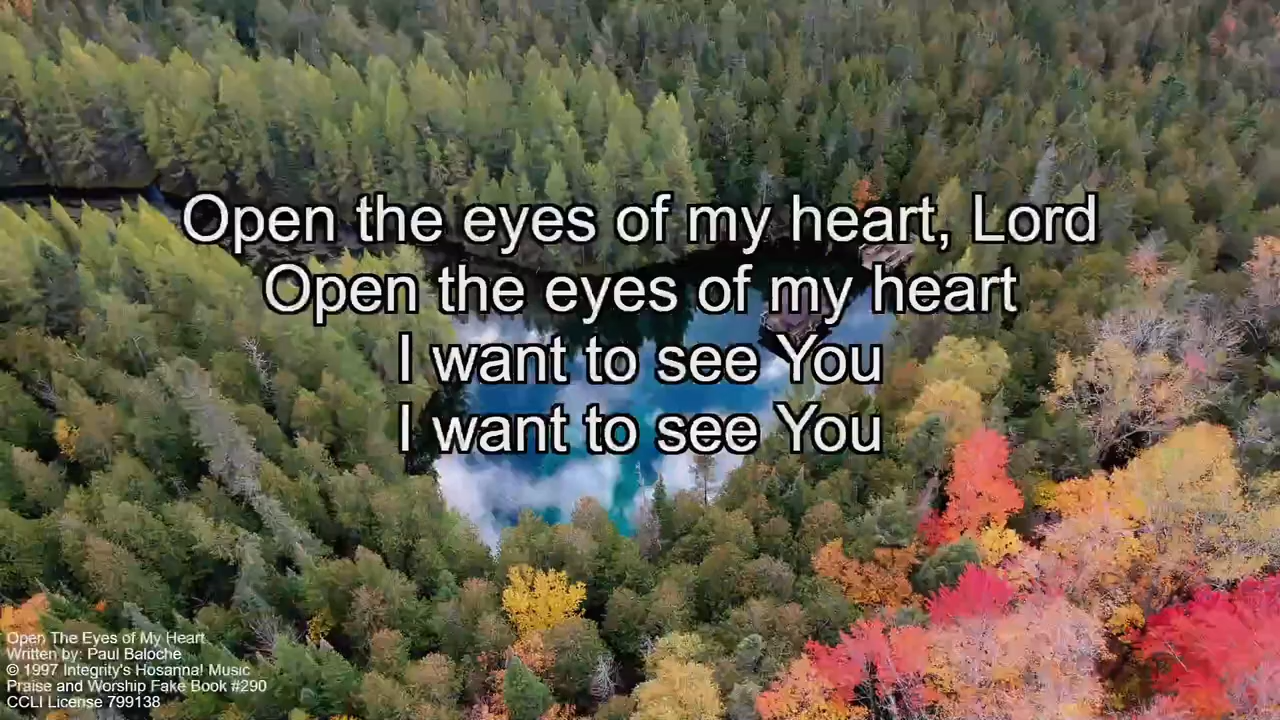 Open the eyes of my heart, Lord
Open the eyes of my heart
I want to see You
I want to see You
Open The Eyes of My Heart
Written by: Paul Baloche
© 1997 Integrity's Hosanna! Music
Praise and Worship Fake Book #290
CCLI License 799138